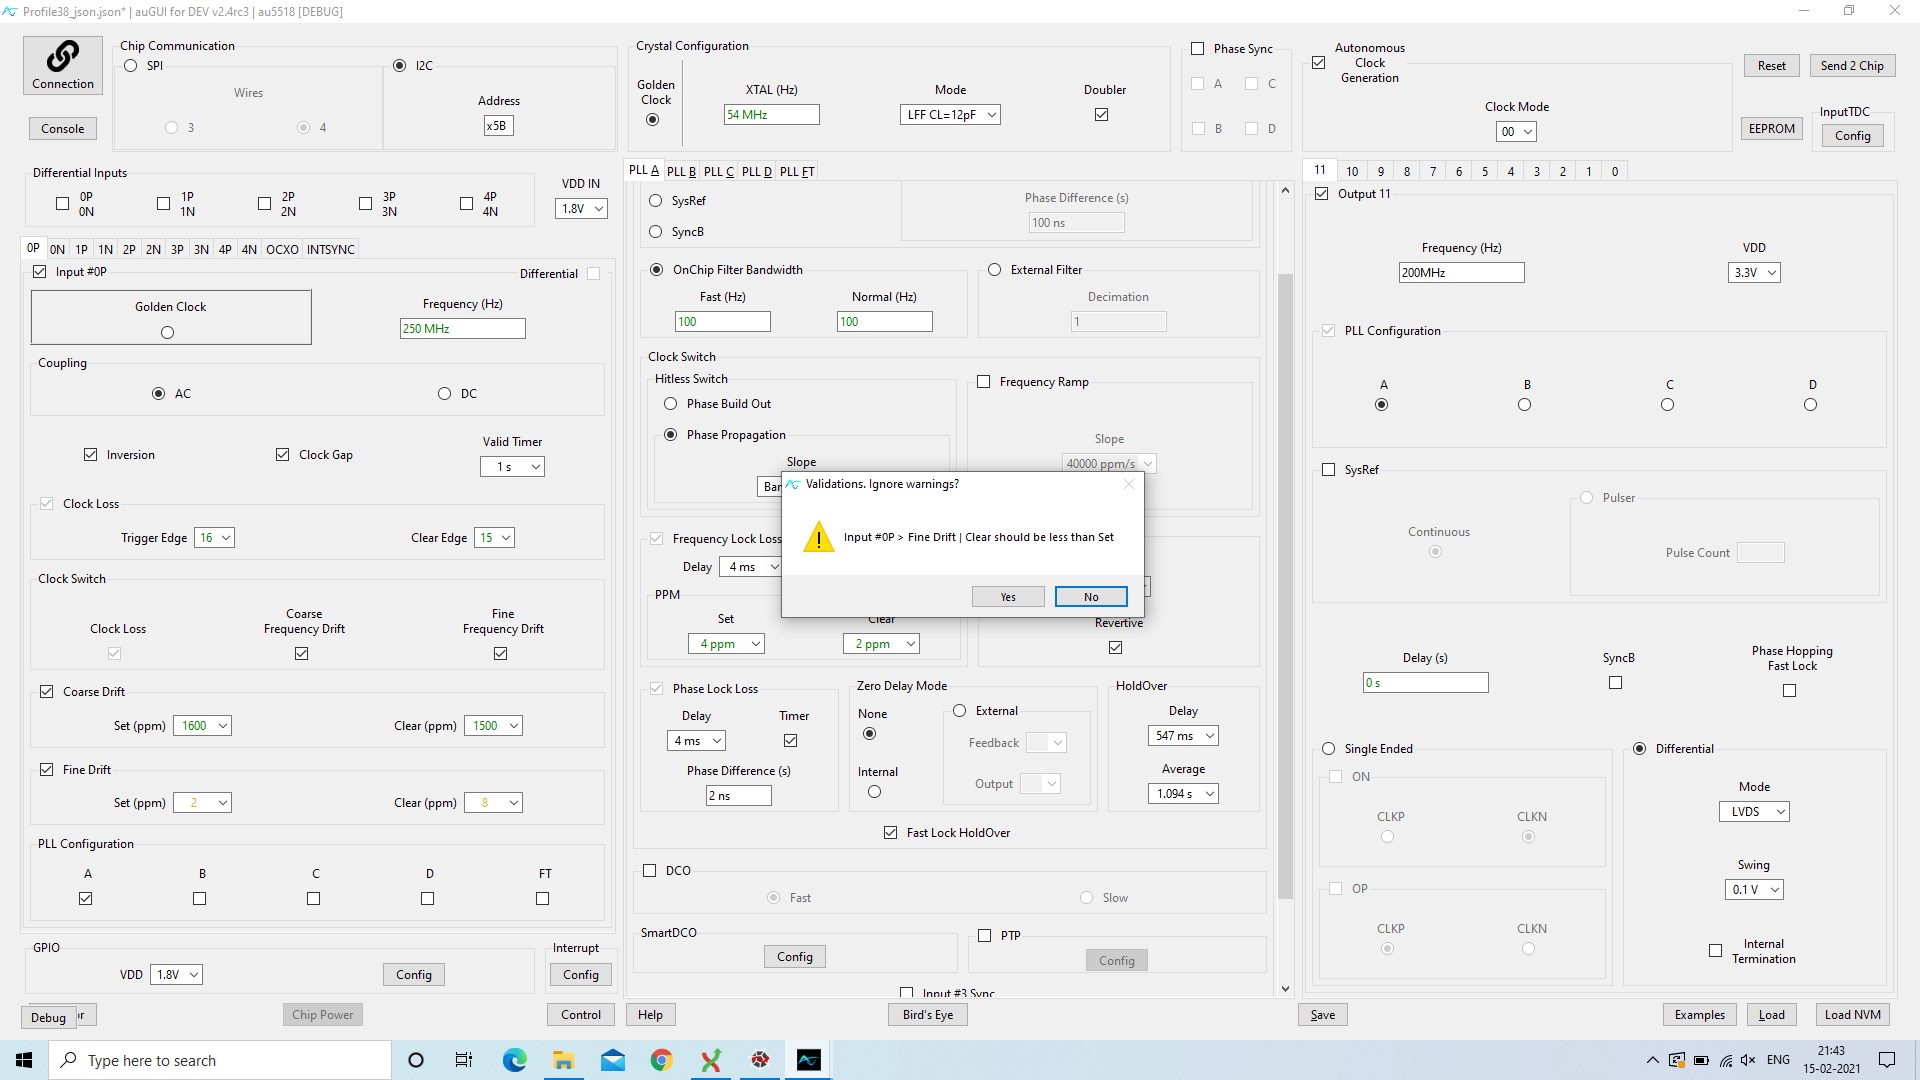 Profile38_json.json* | auGUI for DEV v2.4rc3 | au5518 [DEBUG]
Connection
Console
Chip Communication
SPI
Wires
3
4
I2C
Address
x5B
Crystal Configuration
Golden
Clock
XTAL (Hz)
54 MHz
Mode
LFF CL=12pF
Doubler
Phase Sync
A
C
B
D
Autonomous
Clock
Generation
Clock Mode
00
Reset
Send 2 Chip
EEPROM
InputTDC
Config
Differential Inputs
0P
0N
1P
1N
2P
2N
3P
3N
4P
4N
VDD IN
1.8V
0P 0N 1P 1N 2P 2N 3P 3N 4P 4N OCXO INTSYNC
Input #0P
Differential
Golden Clock
Frequency (Hz)
250 MHz
Coupling
AC
DC
Inversion
Clock Gap
Valid Timer
1 s
Clock Loss
Trigger Edge 16
Clear Edge 15
Clock Switch
Clock Loss
Coarse
Frequency Drift
Fine
Frequency Drift
Coarse Drift
Set (ppm) 1600
Clear (ppm) 1500
Fine Drift
Set (ppm) 2
Clear (ppm) 8
PLL Configuration
A
B
C
D
FT
GPIO
VDD 1.8V
Config
Interrupt
Config
Debug
r
Chip Power
Control
PLL A PLL B PLL C PLL D PLL FT
SysRef
SyncB
Phase Difference (s)
100 ns
OnChip Filter Bandwidth
Fast (Hz)
100
Normal (Hz)
100
External Filter
Decimation
1
Clock Switch
Hitless Switch
Phase Build Out
Phase Propagation
Slope
Ban
Frequency Ramp
Slope
40000 ppm/s
Validations. Ignore warnings?
Input #0P > Fine Drift | Clear should be less than Set
Yes
No
Frequency Lock Loss
Delay 4 ms
PPM
Set
4 ppm
Clear
2 ppm
Revertive
Phase Lock Loss
Delay
4 ms
Timer
Phase Difference (s)
2 ns
Zero Delay Mode
None
Internal
External
Feedback
Output
HoldOver
Delay
547 ms
Average
1.094 s
Fast Lock HoldOver
DCO
Fast
Slow
SmartDCO
Config
PTP
Config
Input #3 Sync
Help
Bird's Eye
11 10 9 8 7 6 5 4 3 2 1 0
Output 11
Frequency (Hz)
200MHz
VDD
3.3V
PLL Configuration
A
B
C
D
SysRef
Continuous
Pulser
Pulse Count
Delay (s)
0 s
SyncB
Phase Hopping
Fast Lock
Single Ended
ON
CLKP
CLKN
OP
CLKP
CLKN
Differential
Mode
LVDS
Swing
0.1 V
Internal
Termination
Save
Examples
Load
Load NVM
Type here to search
ENG
21:43
15-02-2021